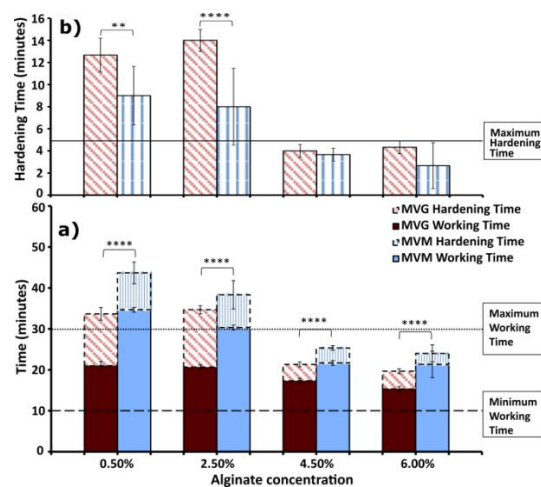 b)
Hardening Time (minutes)
16
14
12
10
8
6
4
2
0
**
****
Maximum
Hardening
Time
MVG Hardening Time
MVG Working Time
MVM Hardening Time
MVM Working Time
a)
Time (minutes)
60
50
40
30
20
10
0
****
****
****
****
Maximum
Working
Time
Minimum
Working
Time
0.50%
2.50%
4.50%
6.00%
Alginate concentration